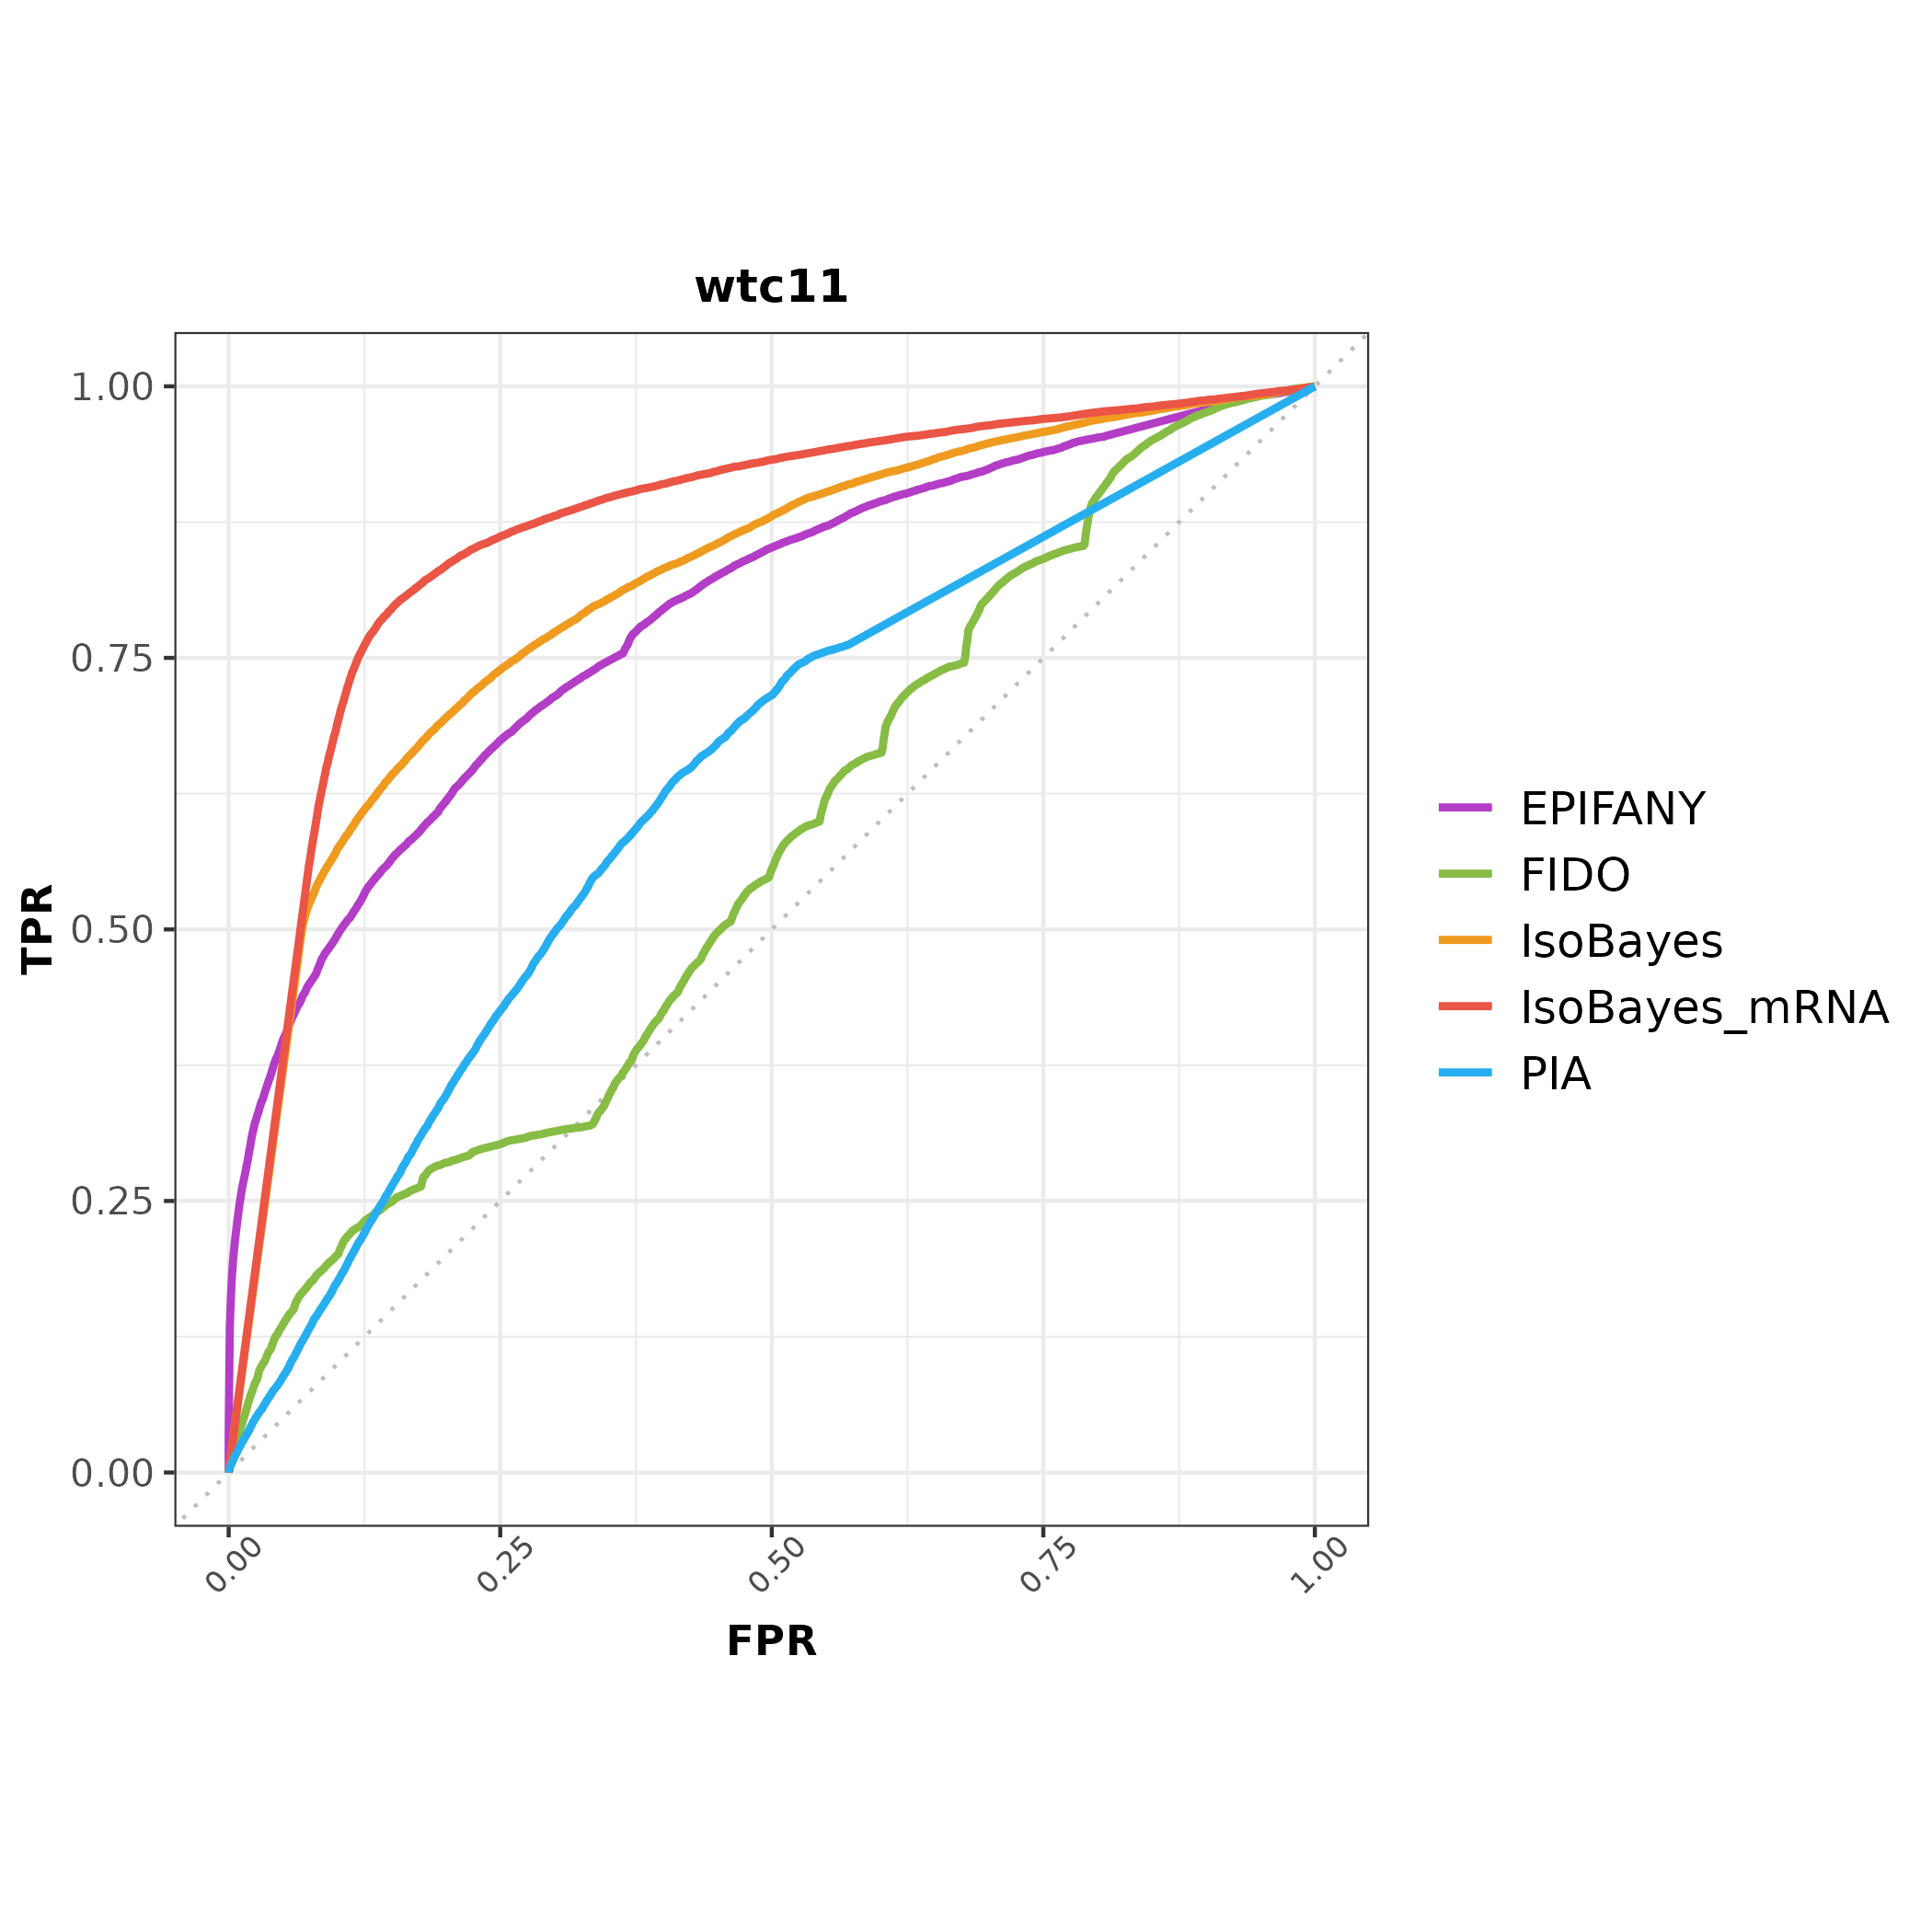 wtc11
1.00
0.75
0.50
0.25
0.00
TPR
0.00
0.25
0.50
0.75
1.00
FPR
EPIFANY
FIDO
IsoBayes
IsoBayes_mRNA
PIA